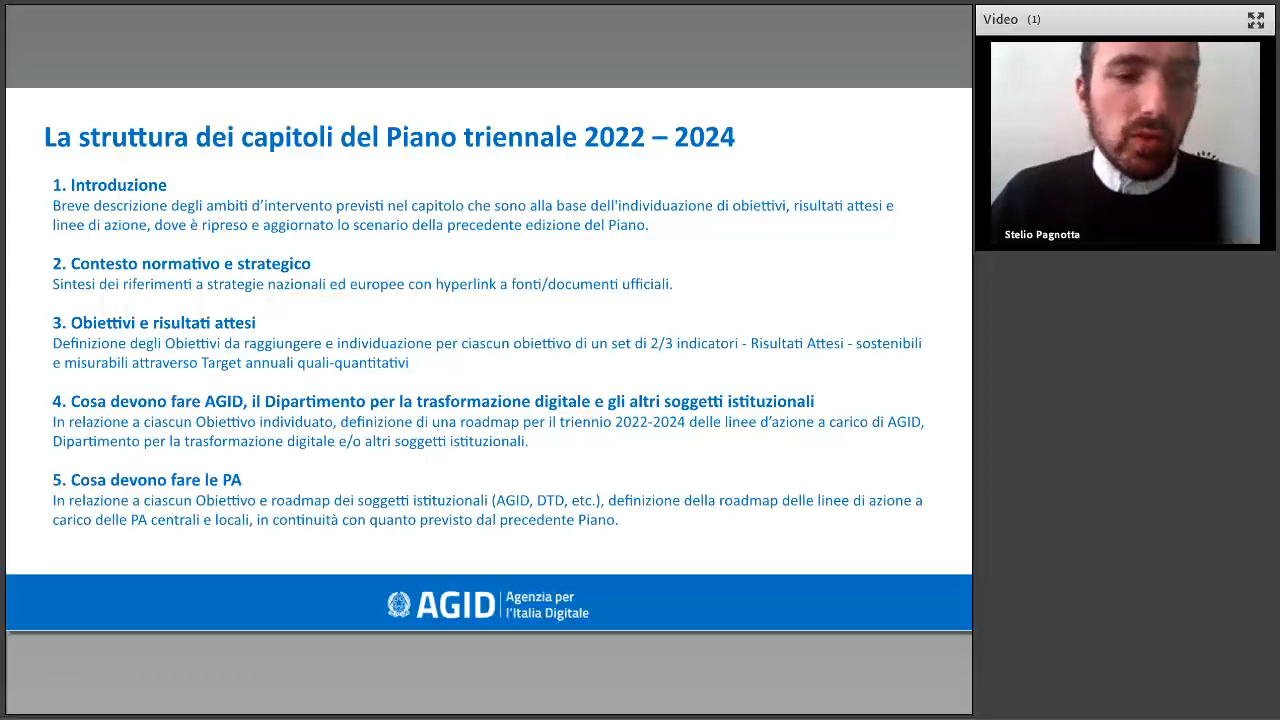 La struttura dei capitoli del Piano triennale 2022 – 2024
1. Introduzione
Breve descrizione degli ambiti d’intervento previsti nel capitolo che sono alla base dell'individuazione di obiettivi, risultati attesi e
linee di azione, dove è ripreso e aggiornato lo scenario della precedente edizione del Piano.
2. Contesto normativo e strategico
Sintesi dei riferimenti a strategie nazionali ed europee con hyperlink a fonti/documenti ufficiali.
3. Obiettivi e risultati attesi
Definizione degli Obiettivi da raggiungere e individuazione per ciascun obiettivo di un set di 2/3 indicatori - Risultati Attesi - sostenibili
e misurabili attraverso Target annuali quali-quantitativi
4. Cosa devono fare AGID, il Dipartimento per la trasformazione digitale e gli altri soggetti istituzionali
In relazione a ciascun Obiettivo individuato, definizione di una roadmap per il triennio 2022-2024 delle linee d’azione a carico di AGID,
Dipartimento per la trasformazione digitale e/o altri soggetti istituzionali.
5. Cosa devono fare le PA
In relazione a ciascun Obiettivo e roadmap dei soggetti istituzionali (AGID, DTD, etc.), definizione della roadmap delle linee di azione a
carico delle PA centrali e locali, in continuità con quanto previsto dal precedente Piano.
AGID
Agenzia per
l’Italia Digitale
Video (1)
Stelio Pagnotta